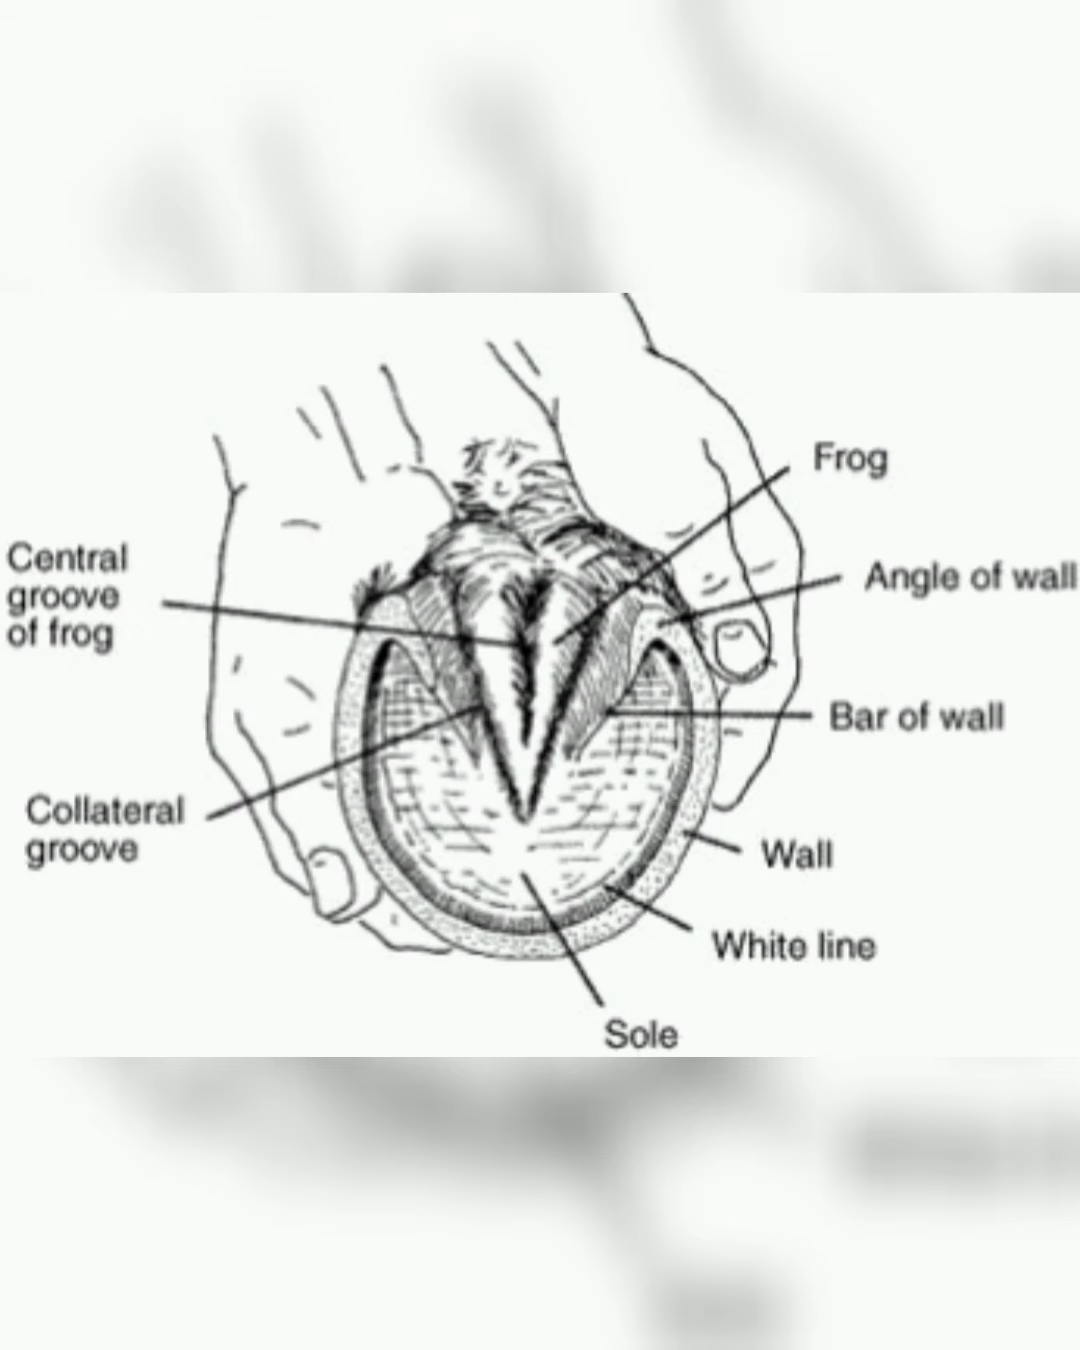 Frog
Central
groove
of frog
Angle of wall
Bar of wall
Collateral
groove
Wall
White line
Sole